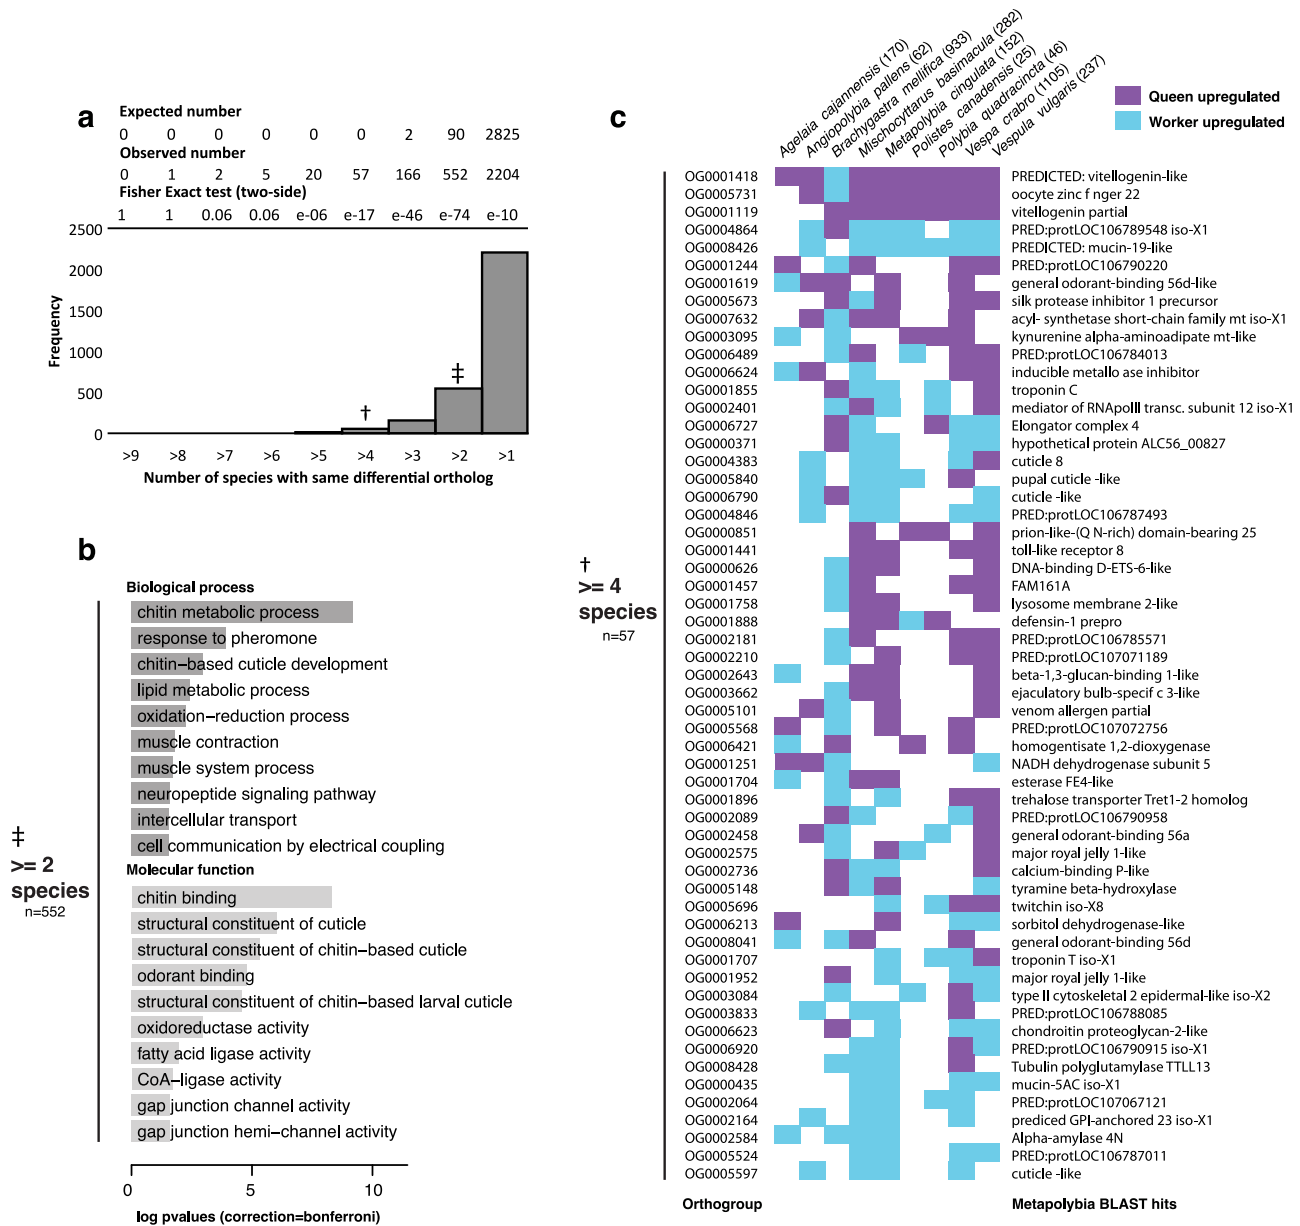 a
Expected number
0 0 0 0 0 0 2 90 2825
Observed number
0 1 2 5 20 57 166 552 2204
Fisher Exact test (two-side)
1 1 0.06 0.06 e-06 e-17 e-46 e-74 e-10
2500
2000
1500
1000
500
0
Frequency
† ‡
>9 >8 >7 >6 >5 >4 >3 >2 >1
Number of species with same differential ortholog
b
‡
>= 2
species
n=552
Biological process
chitin metabolic process
response to pheromone
chitin−based cuticle development
lipid metabolic process
oxidation−reduction process
muscle contraction
muscle system process
neuropeptide signaling pathway
intercellular transport
cell communication by electrical coupling
Molecular function
chitin binding
structural constituent of cuticle
structural constituent of chitin−based cuticle
odorant binding
structural constituent of chitin−based larval cuticle
oxidoreductase activity
fatty acid ligase activity
CoA−ligase activity
gap junction channel activity
gap junction hemi−channel activity
0 5 10
log pvalues (correction=bonferroni)
c
Agelaia cajannensis (170)
Angiopolybia pallens (62)
Brachygastra mellifica (933)
Mischocyttarus basimacula (282)
Metapolybia cingulata (152)
Polistes canadensis (25)
Polybia quadracincta (46)
Vespa crabro (1105)
Vespula vulgaris (237)
Queen upregulated
Worker upregulated
†
>= 4
species
n=57
OG0001418 PREDICTED: vitellogenin-like
OG0005731 oocyte zinc f nger 22
OG0001119 vitellogenin partial
OG0004864 PRED:protLOC106789548 iso-X1
OG0008426 PREDICTED: mucin-19-like
OG0001244 PRED:protLOC106790220
OG0001619 general odorant-binding 56d-like
OG0005673 silk protease inhibitor 1 precursor
OG0007632 acyl- synthetase short-chain family mt iso-X1
OG0003095 kynurenine alpha-aminoadipate mt-like
OG0006489 PRED:protLOC106784013
OG0006624 inducible metallo ase inhibitor
OG0001855 troponin C
OG0002401 mediator of RNApolII transc. subunit 12 iso-X1
OG0006727 Elongator complex 4
OG0000371 hypothetical protein ALC56_00827
OG0004383 cuticle 8
OG0005840 pupal cuticle -like
OG0006790 cuticle -like
OG0004846 PRED:protLOC106787493
OG0000851 prion-like-(Q N-rich) domain-bearing 25
OG0001441 toll-like receptor 8
OG0000626 DNA-binding D-ETS-6-like
OG0001457 FAM161A
OG0001758 lysosome membrane 2-like
OG0001888 defensin-1 prepro
OG0002181 PRED:protLOC106785571
OG0002210 PRED:protLOC107071189
OG0002643 beta-1,3-glucan-binding 1-like
OG0003662 ejaculatory bulb-specif c 3-like
OG0005101 venom allergen partial
OG0005568 PRED:protLOC107072756
OG0006421 homogentisate 1,2-dioxygenase
OG0001251 NADH dehydrogenase subunit 5
OG0001704 esterase FE4-like
OG0001896 trehalose transporter Tret1-2 homolog
OG0002089 PRED:protLOC106790958
OG0002458 general odorant-binding 56a
OG0002575 major royal jelly 1-like
OG0002736 calcium-binding P-like
OG0005148 tyramine beta-hydroxylase
OG0005696 twitchin iso-X8
OG0006213 sorbitol dehydrogenase-like
OG0008041 general odorant-binding 56d
OG0001707 troponin T iso-X1
OG0001952 major royal jelly 1-like
OG0003084 type II cytoskeletal 2 epidermal-like iso-X2
OG0003833 PRED:protLOC106788085
OG0006623 chondroitin proteoglycan-2-like
OG0006920 PRED:protLOC106790915 iso-X1
OG0008428 Tubulin polyglutamylase TTLL13
OG0000435 mucin-5AC iso-X1
OG0002064 PRED:protLOC107067121
OG0002164 prediced GPI-anchored 23 iso-X1
OG0002584 Alpha-amylase 4N
OG0005524 PRED:protLOC106787011
OG0005597 cuticle -like
Orthogroup Metapolybia BLAST hits